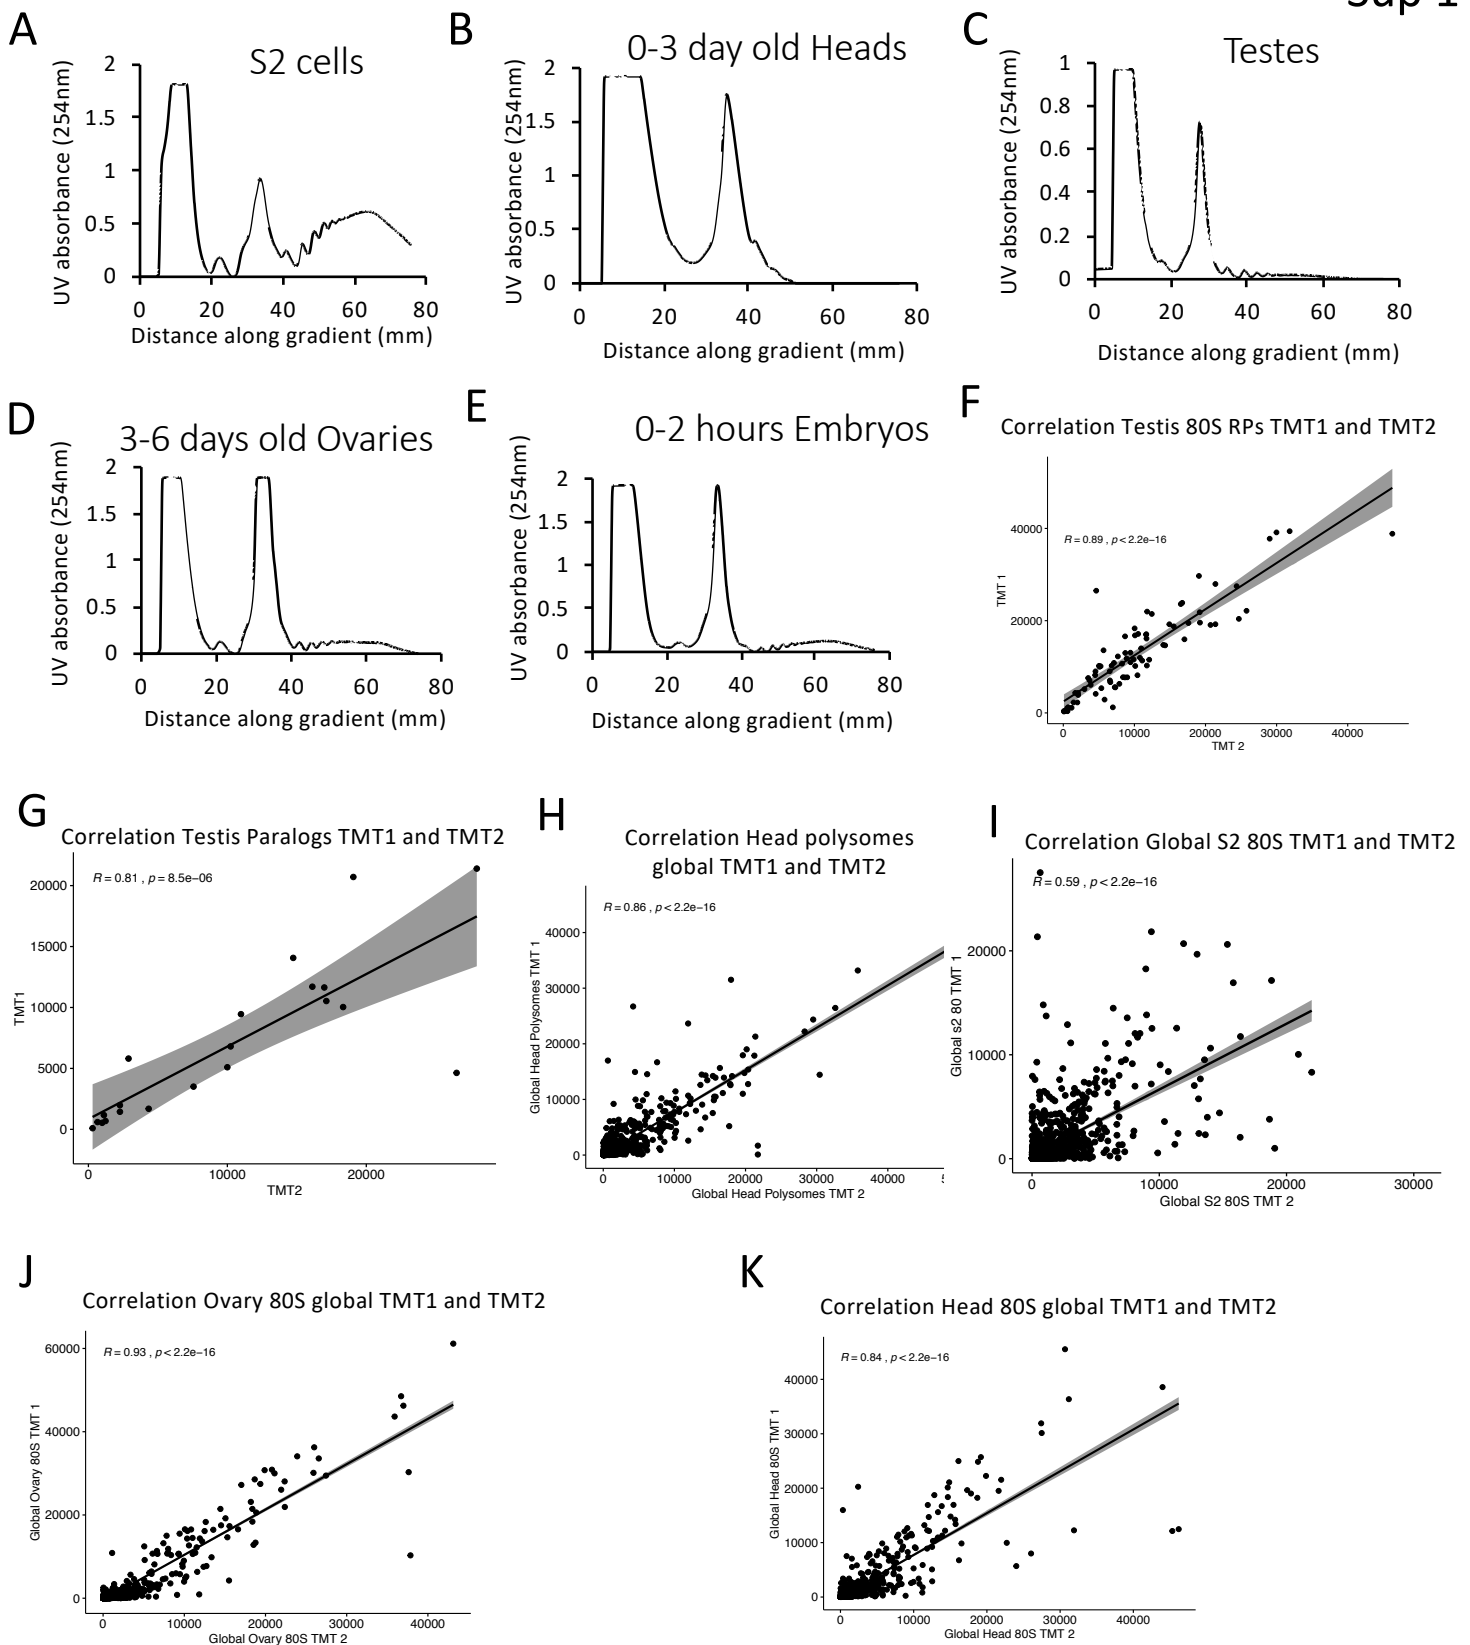 Sup 1
A
S2 cells
UV absorbance (254nm)
2
1.5
1
0.5
0
0 20 40 60 80
Distance along gradient (mm)
B
0-3 day old Heads
UV absorbance (254nm)
2
1.5
1
0.5
0
0 20 40 60 80
Distance along gradient (mm)
C
Testes
UV absorbance (254nm)
1
0.8
0.6
0.4
0.2
0
0 20 40 60 80
Distance along gradient (mm)
D
3-6 days old Ovaries
UV absorbance (254nm)
2
1.5
1
0.5
0
0 20 40 60 80
Distance along gradient (mm)
E
0-2 hours Embryos
UV absorbance (254nm)
2
1.5
1
0.5
0
0 20 40 60 80
Distance along gradient (mm)
F
Correlation Testis 80S RPs TMT1 and TMT2
R = 0.89 , p < 2.2e−16
TMT 1
40000
20000
0
0 10000 20000 30000 40000
TMT 2
G
Correlation Testis Paralogs TMT1 and TMT2
R = 0.81 , p = 8.5e−06
TMT1
20000
15000
10000
5000
0
0 10000 20000
TMT2
H
Correlation Head polysomes
global TMT1 and TMT2
R = 0.86 , p < 2.2e−16
Global Head Polysomes TMT 1
40000
30000
20000
10000
0
0 10000 20000 30000 40000
Global Head Polysomes TMT 2
I
Correlation Global S2 80S TMT1 and TMT2
R = 0.59 , p < 2.2e−16
Global s2 80 TMT 1
20000
10000
0
0 10000 20000 30000
Global S2 80S TMT 2
J
Correlation Ovary 80S global TMT1 and TMT2
R = 0.93 , p < 2.2e−16
Global Ovary 80S TMT 1
60000
40000
20000
0
0 10000 20000 30000 40000
Global Ovary 80S TMT 2
K
Correlation Head 80S global TMT1 and TMT2
R = 0.84 , p < 2.2e−16
Global Head 80S TMT 1
40000
30000
20000
10000
0
0 10000 20000 30000 40000
Global Head 80S TMT 2